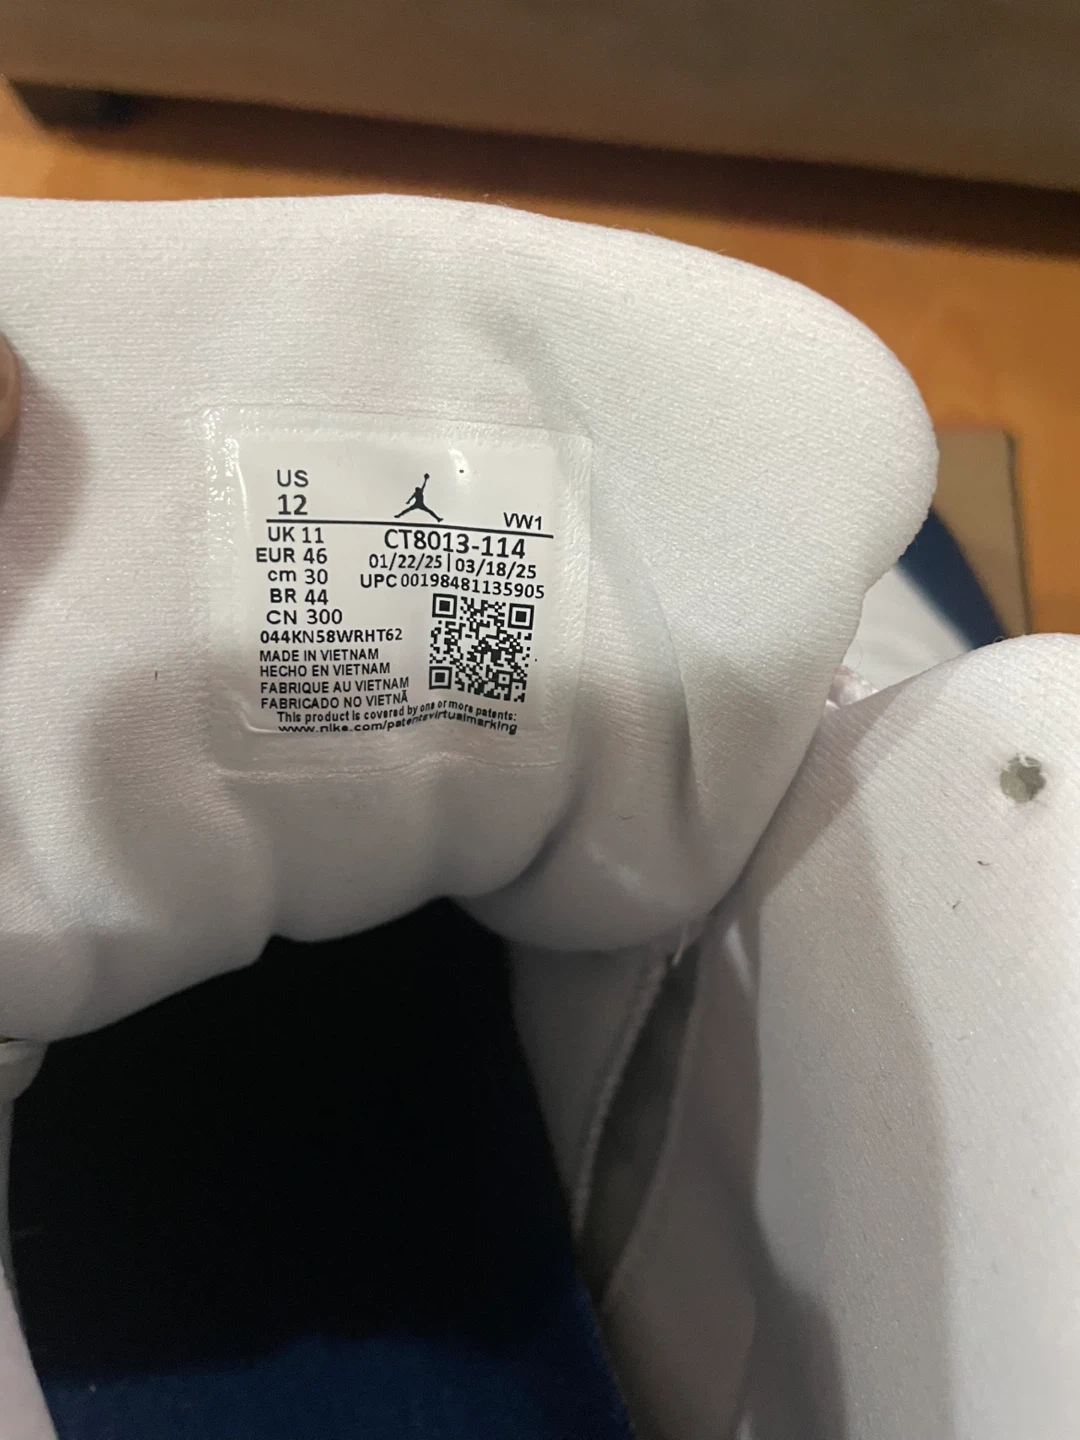 US
12
VW1
UK 11
CT8013-114
EUR 46
01/22/25|03/18/25
cm 30
UPC 00198481135905
BR 44
CN 300
044KN58WRHT62
MADE IN VIETNAM
HECHO EN VIETNAM
FABRIQUE AU VIETNAM
FABRICADO NO VIETNÃ
This product is covered by one or more patents:
www.nike.com/patentsvirtualmarking